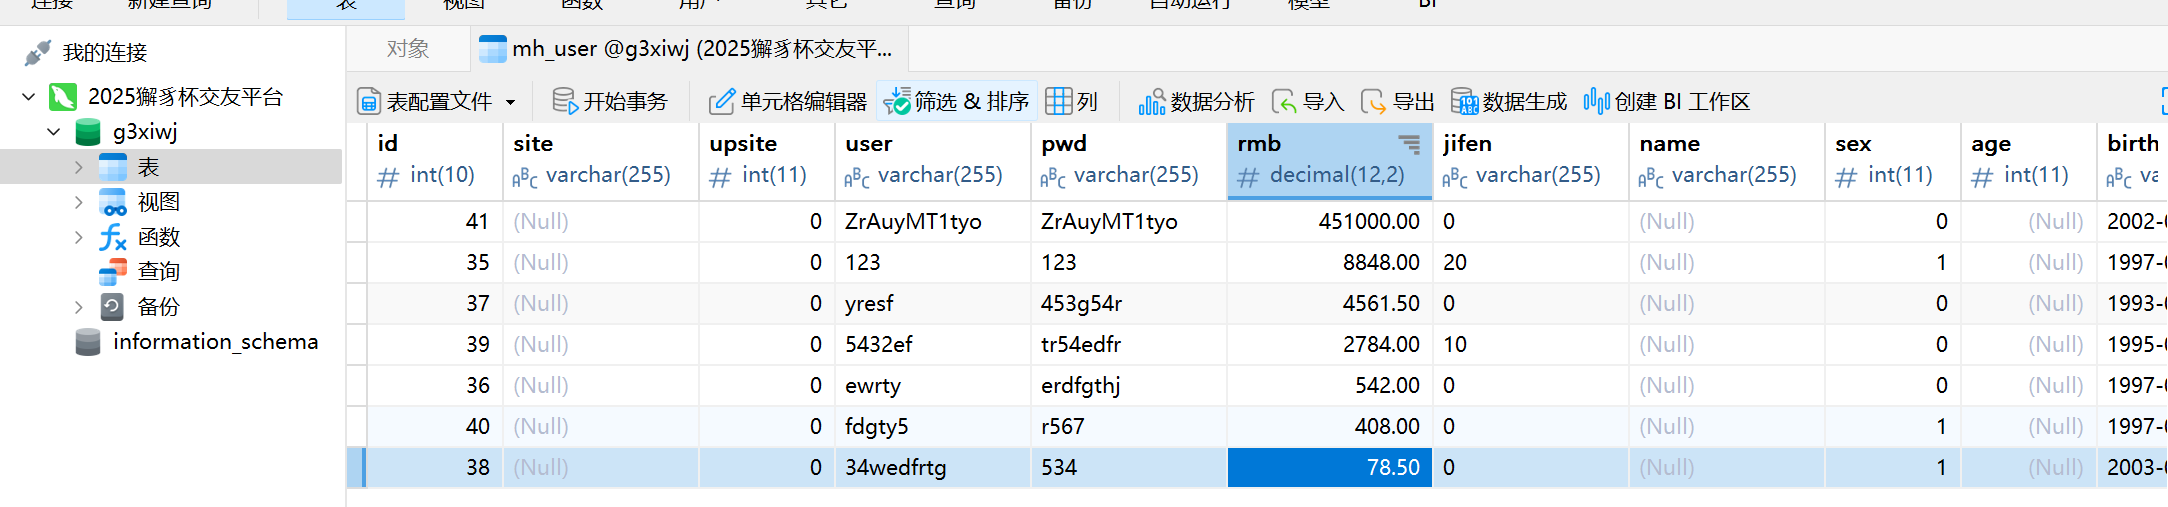 连接 新建查询 表 视图 函数 用户 其它 查询 备份 自动运行 模型 BI
我的连接
2025獬豸杯交友平台
g3xiwj
表
视图
函数
查询
备份
information_schema
对象 mh_user @g3xiwj (2025獬豸杯交友平...
表配置文件 开始事务 单元格编辑器 筛选 & 排序 列 数据分析 导入 导出 数据生成 创建 BI 工作区
id site upsite user pwd rmb jifen name sex age birth
# int(10) ABC varchar(255) # int(11) ABC varchar(255) ABC varchar(255) # decimal(12,2) ABC varchar(255) ABC varchar(255) # int(11) # int(11) ABC va
41 (Null) 0 ZrAuyMT1tyo ZrAuyMT1tyo 451000.00 0 (Null) 0 (Null) 2002-
35 (Null) 0 123 123 8848.00 20 (Null) 1 (Null) 1997-
37 (Null) 0 yresf 453g54r 4561.50 0 (Null) 0 (Null) 1993-
39 (Null) 0 5432ef tr54edfr 2784.00 10 (Null) 0 (Null) 1995-
36 (Null) 0 ewrty erdfgthj 542.00 0 (Null) 0 (Null) 1997-
40 (Null) 0 fdgty5 r567 408.00 0 (Null) 1 (Null) 1997-
38 (Null) 0 34wedfrtg 534 78.50 0 (Null) 1 (Null) 2003-